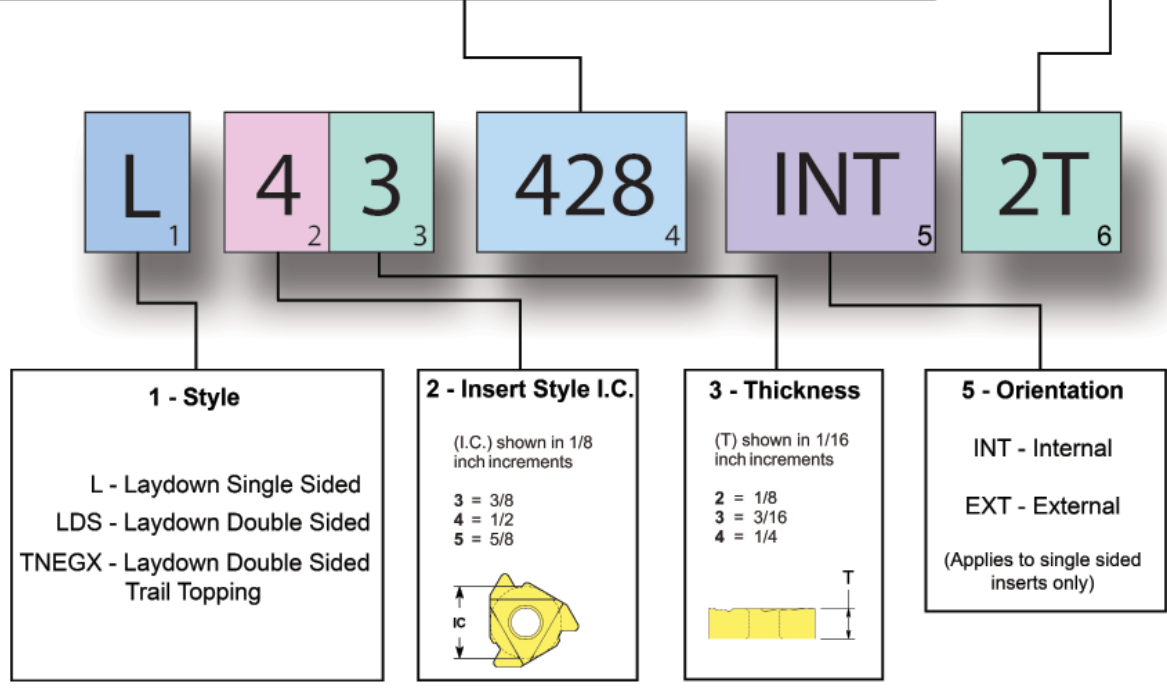 L 1
4 2
3 3
428 4
INT 5
2T 6
1 - Style
L - Laydown Single Sided
LDS - Laydown Double Sided
TNEGX - Laydown Double Sided
Trail Topping
2 - Insert Style I.C.
(I.C.) shown in 1/8
inch increments
3 = 3/8
4 = 1/2
5 = 5/8
IC
3 - Thickness
(T) shown in 1/16
inch increments
2 = 1/8
3 = 3/16
4 = 1/4
T
5 - Orientation
INT - Internal
EXT - External
(Applies to single sided
inserts only)